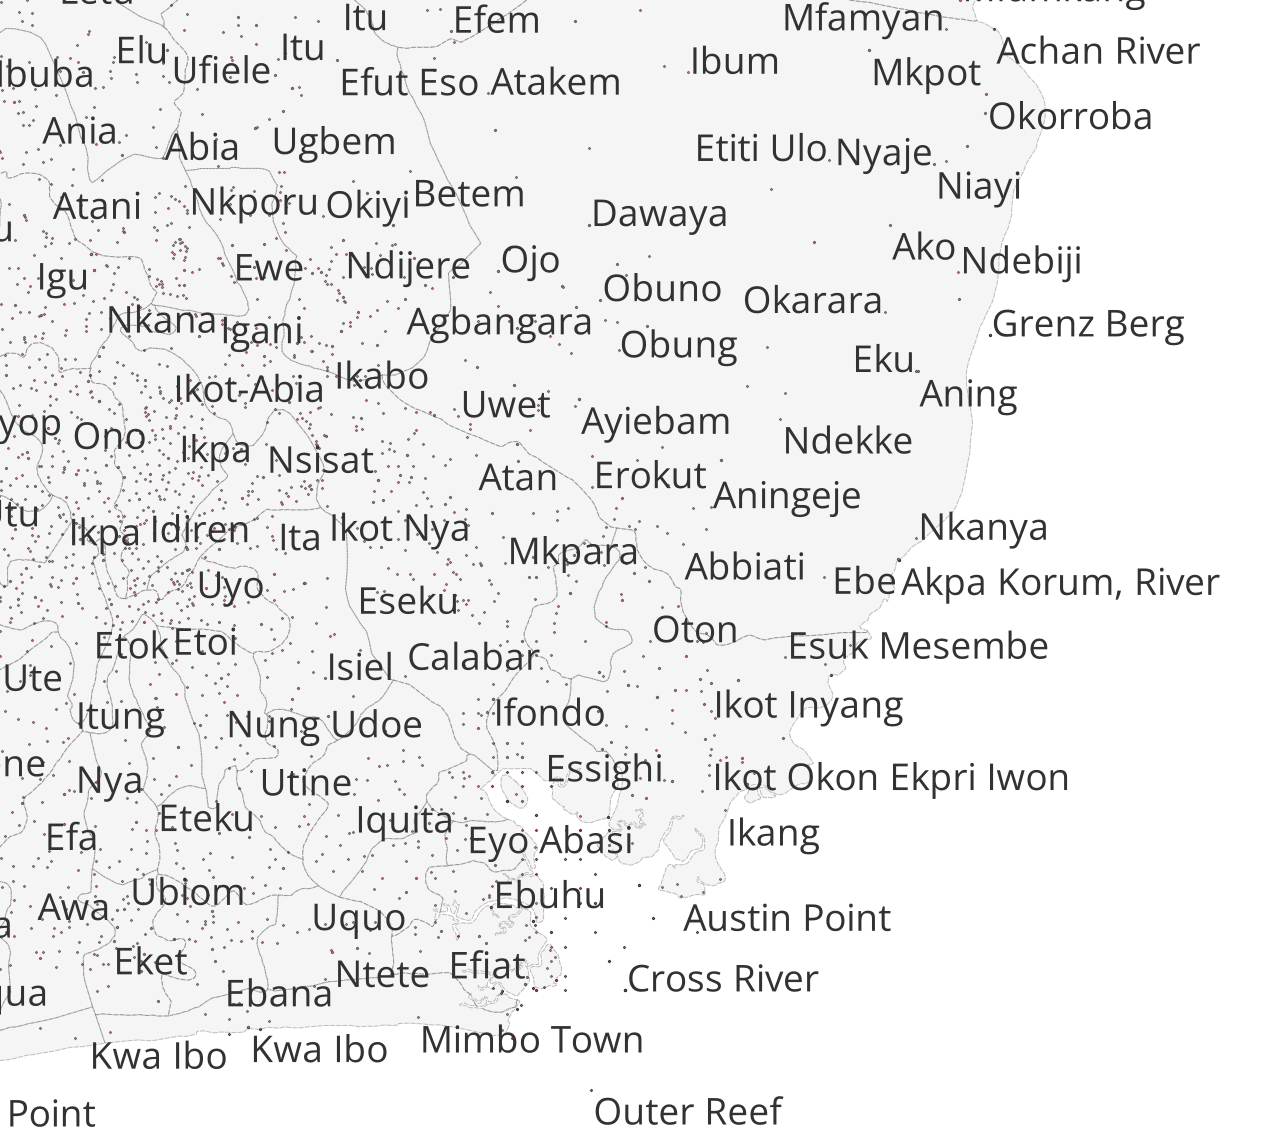 Itu
Efem
Mfamyan
Elu
Itu
Achan River
Ufiele
Ibum
Mkpot
Efut Eso
Atakem
Okorroba
Ania
Abia
Ugbem
Etiti Ulo
Nyaje
Niayi
Atani
Nkporu
Okiyi
Betem
Dawaya
Ako
Ndebiji
Igu
Ewe
Ndijere
Ojo
Obuno
Okarara
Nkana
Igani
Agbangara
Grenz Berg
Obung
Eku
Ikot-Abia
Ikabo
Aning
Uwet
Ayiebam
yop
Ono
Ikpa
Nsisat
Ndekke
Atan
Erokut
Aningeje
Ikpa
Idiren
Ita
Ikot Nya
Nkanya
Mkpara
Abbiati
Uyo
Ebe
Akpa Korum, River
Eseku
Oton
Etok
Etoi
Esuk Mesembe
Ute
Isiel
Calabar
Itung
Nung Udoe
Ifondo
Ikot Inyang
ne
Nya
Utine
Essighi
Ikot Okon Ekpri Iwon
Eteku
Iquita
Efa
Eyo Abasi
Ikang
Ubiom
Ebuhu
Awa
Uquo
Austin Point
Eket
Ntete
Efiat
Cross River
Ebana
Mimbo Town
Kwa Ibo
Kwa Ibo
Point
Outer Reef